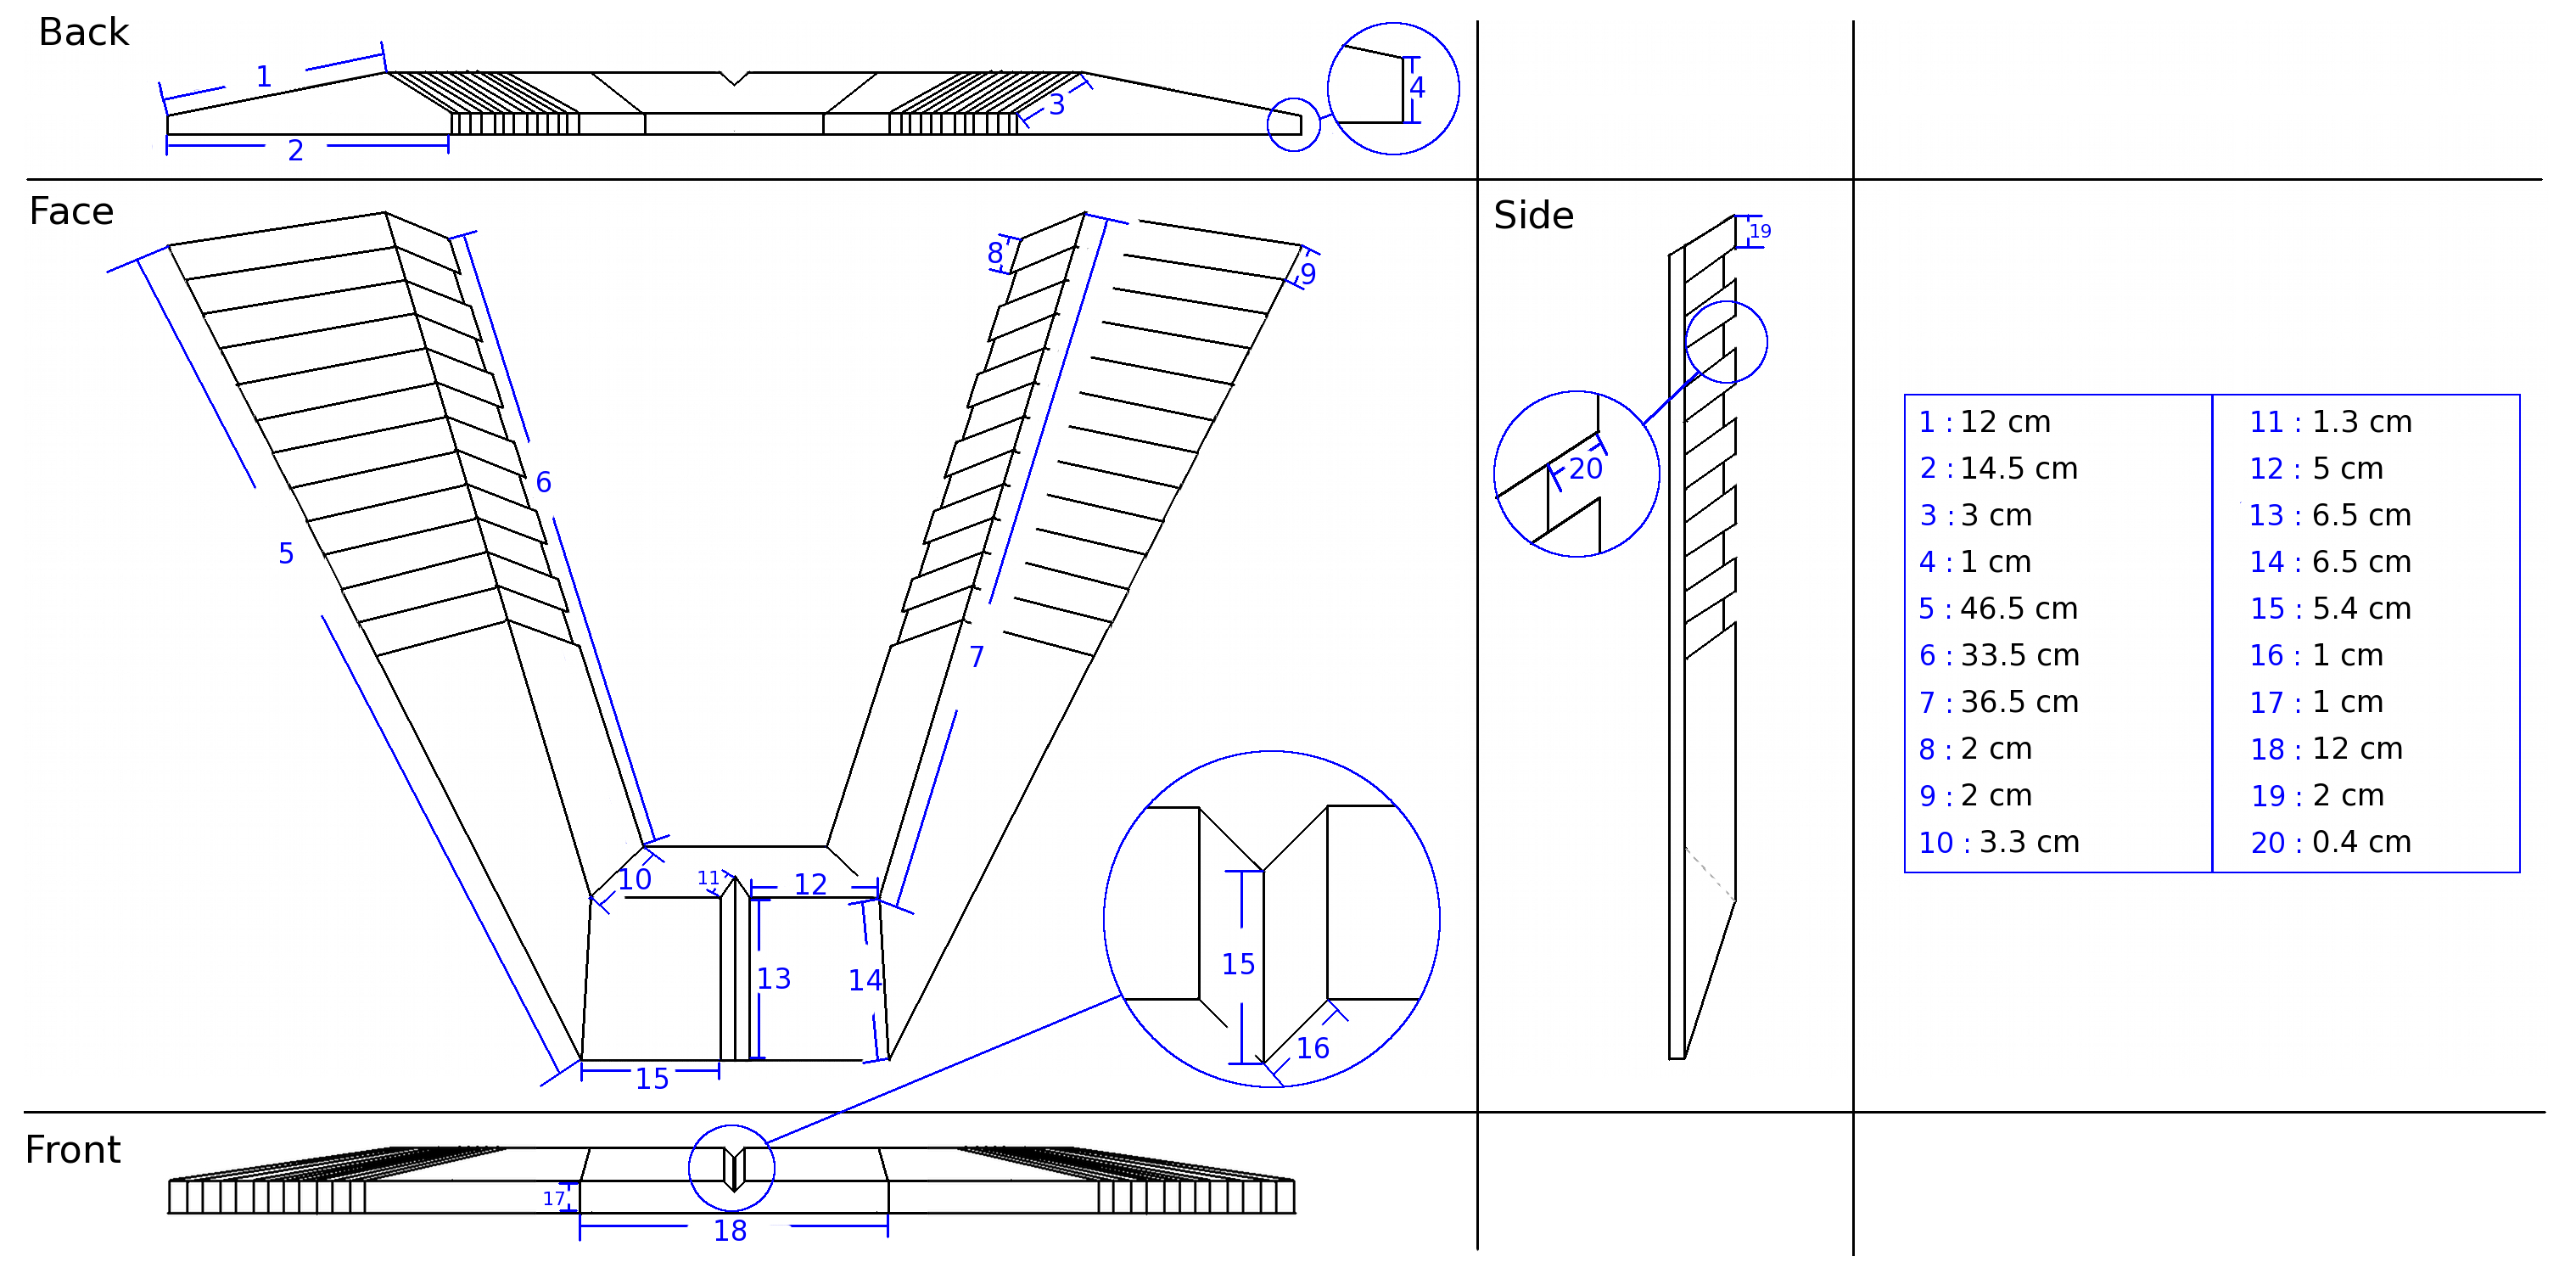 Back
1
2
3
4
Face
5
6
7
8
9
10
11
12
13
14
15
15
16
Side
19
20
1 : 12 cm
2 : 14.5 cm
3 : 3 cm
4 : 1 cm
5 : 46.5 cm
6 : 33.5 cm
7 : 36.5 cm
8 : 2 cm
9 : 2 cm
10 : 3.3 cm
11 : 1.3 cm
12 : 5 cm
13 : 6.5 cm
14 : 6.5 cm
15 : 5.4 cm
16 : 1 cm
17 : 1 cm
18 : 12 cm
19 : 2 cm
20 : 0.4 cm
Front
17
18